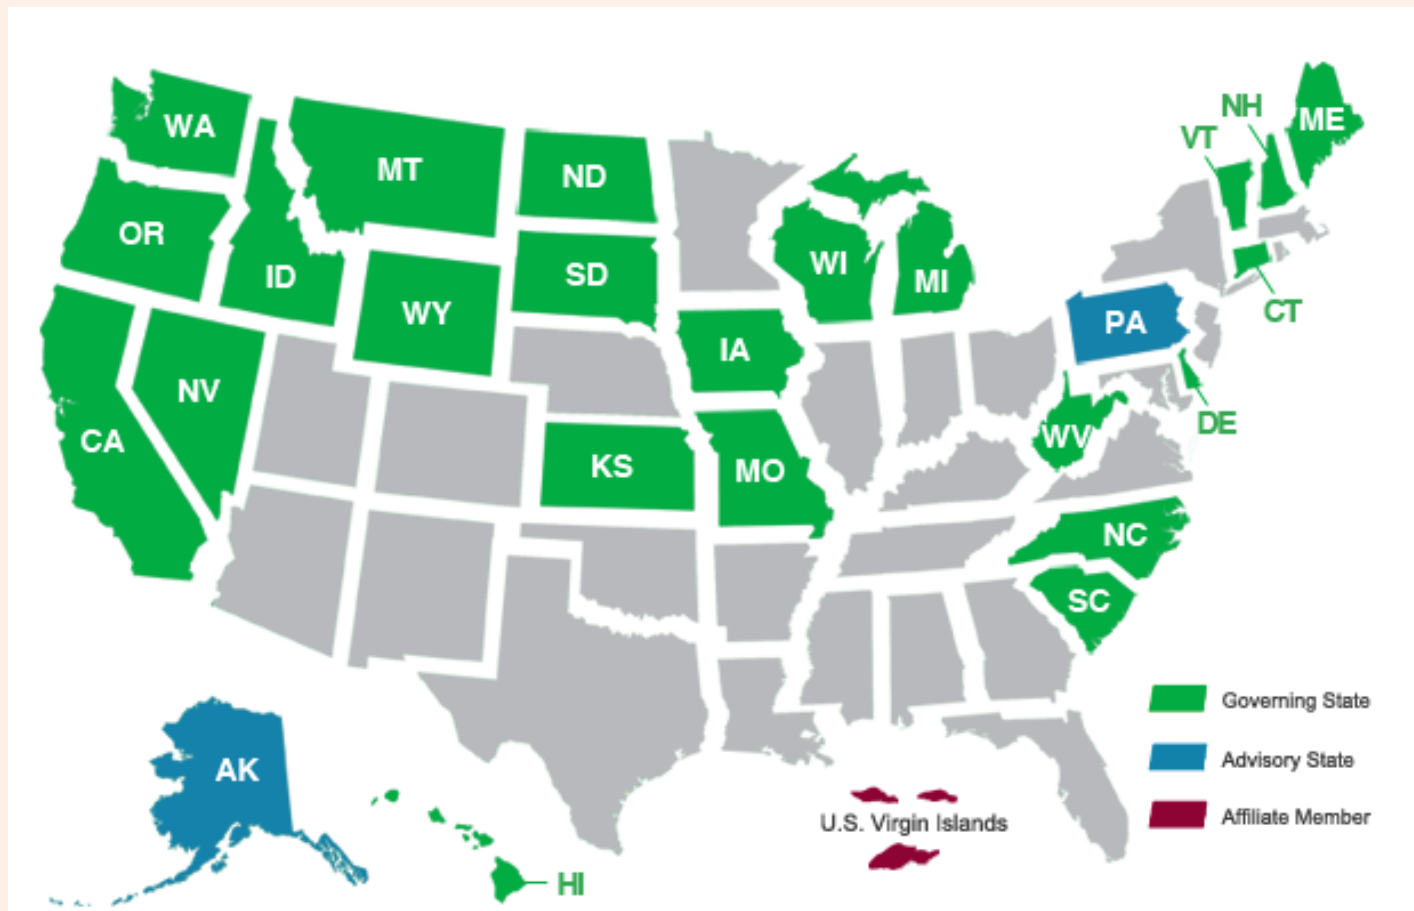 WA
MT
ND
OR
ID
SD
WY
WI
MI
NH
VT
ME
CT
PA
IA
NV
CA
KS
MO
WV
DE
NC
SC
AK
HI
U.S. Virgin Islands
Governing State
Advisory State
Affiliate Member